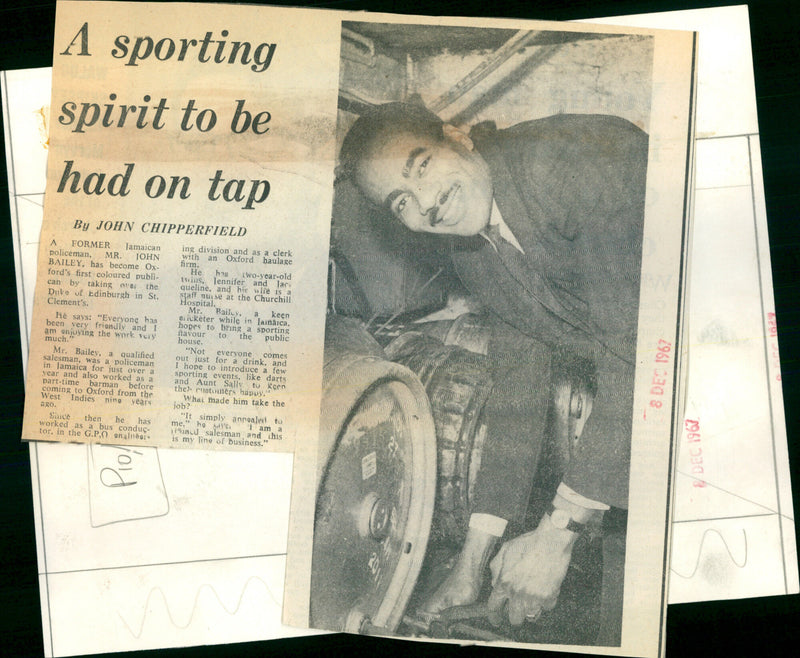 A sporting
spirit to be
had on tap
By JOHN CHIPPERFIELD
A FORMER Jamaican
policeman, MR. JOHN
BAILEY, has become Ox-
ford's first coloured publi-
can by taking over the
Duke of Edinburgh in St.
Clement's.
He says: "Everyone has
been very friendly and I
am enjoying the work very
much."
Mr. Bailey, a qualified
salesman, was a policeman
in Jamaica for just over a
year and also worked as a
part-time barman before
coming to Oxford from the
West Indies nine years
ago.
Since then he has
worked as a bus conduc-
tor, in the G.P.O engineer-
ing division and as a clerk
with an Oxford haulage
firm.
He has two-year-old
twins, Jennifer and Jac-
queline, and his wife is a
staff nurse at the Churchill
Hospital.
Mr. Bailey, a keen
cricketer while in Jamaica,
hopes to bring a sporting
flavour to the public
house.
"Not everyone comes
out just for a drink, and
I hope to introduce a few
sporting events, like darts
and Aunt Sally to keep
the customers happy."
What made him take the
job?
"It simply appealed to
me," he says. "I am a
trained salesman and this
is my line of business."
8 DEC 1967
8 DEC 1967